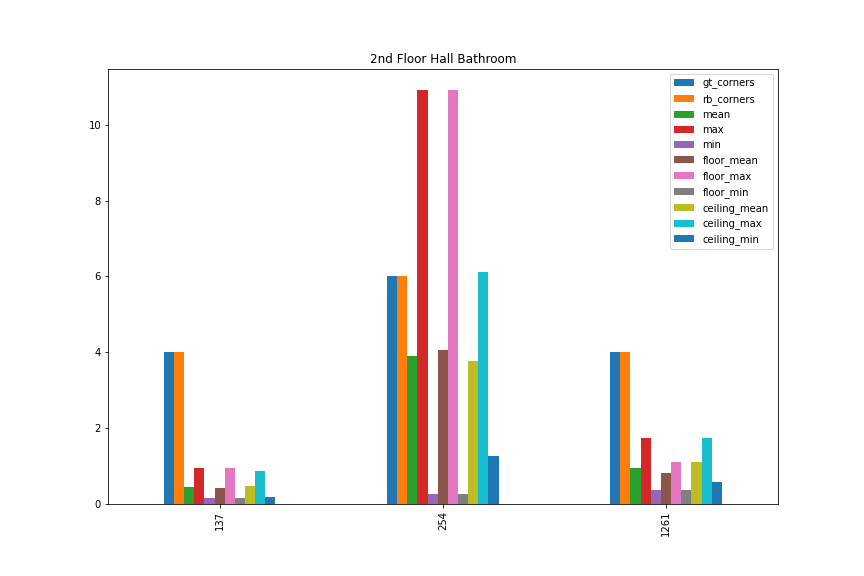 2nd Floor Hall Bathroom
gt_corners
rb_corners
mean
max
min
floor_mean
floor_max
floor_min
ceiling_mean
ceiling_max
ceiling_min
10
8
6
4
2
0
137
254
1261